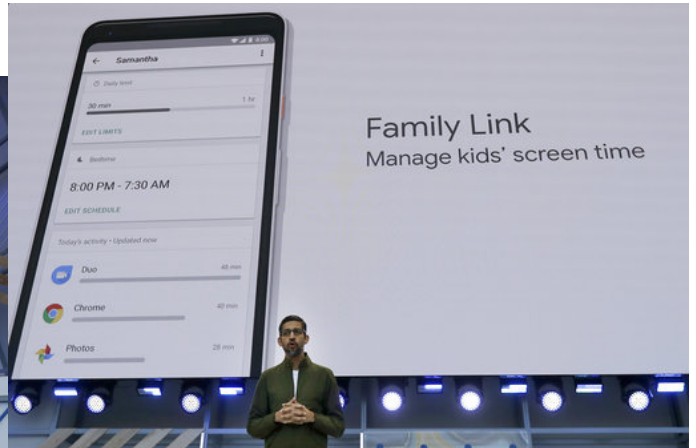 Samantha
Daily limit
30 min
1 hr
EDIT LIMITS
Bedtime
8:00 PM - 7:30 AM
EDIT SCHEDULE
Today's activity • Updated now
Duo
48 min
Chrome
40 min
Photos
28 min
Family Link
Manage kids' screen time